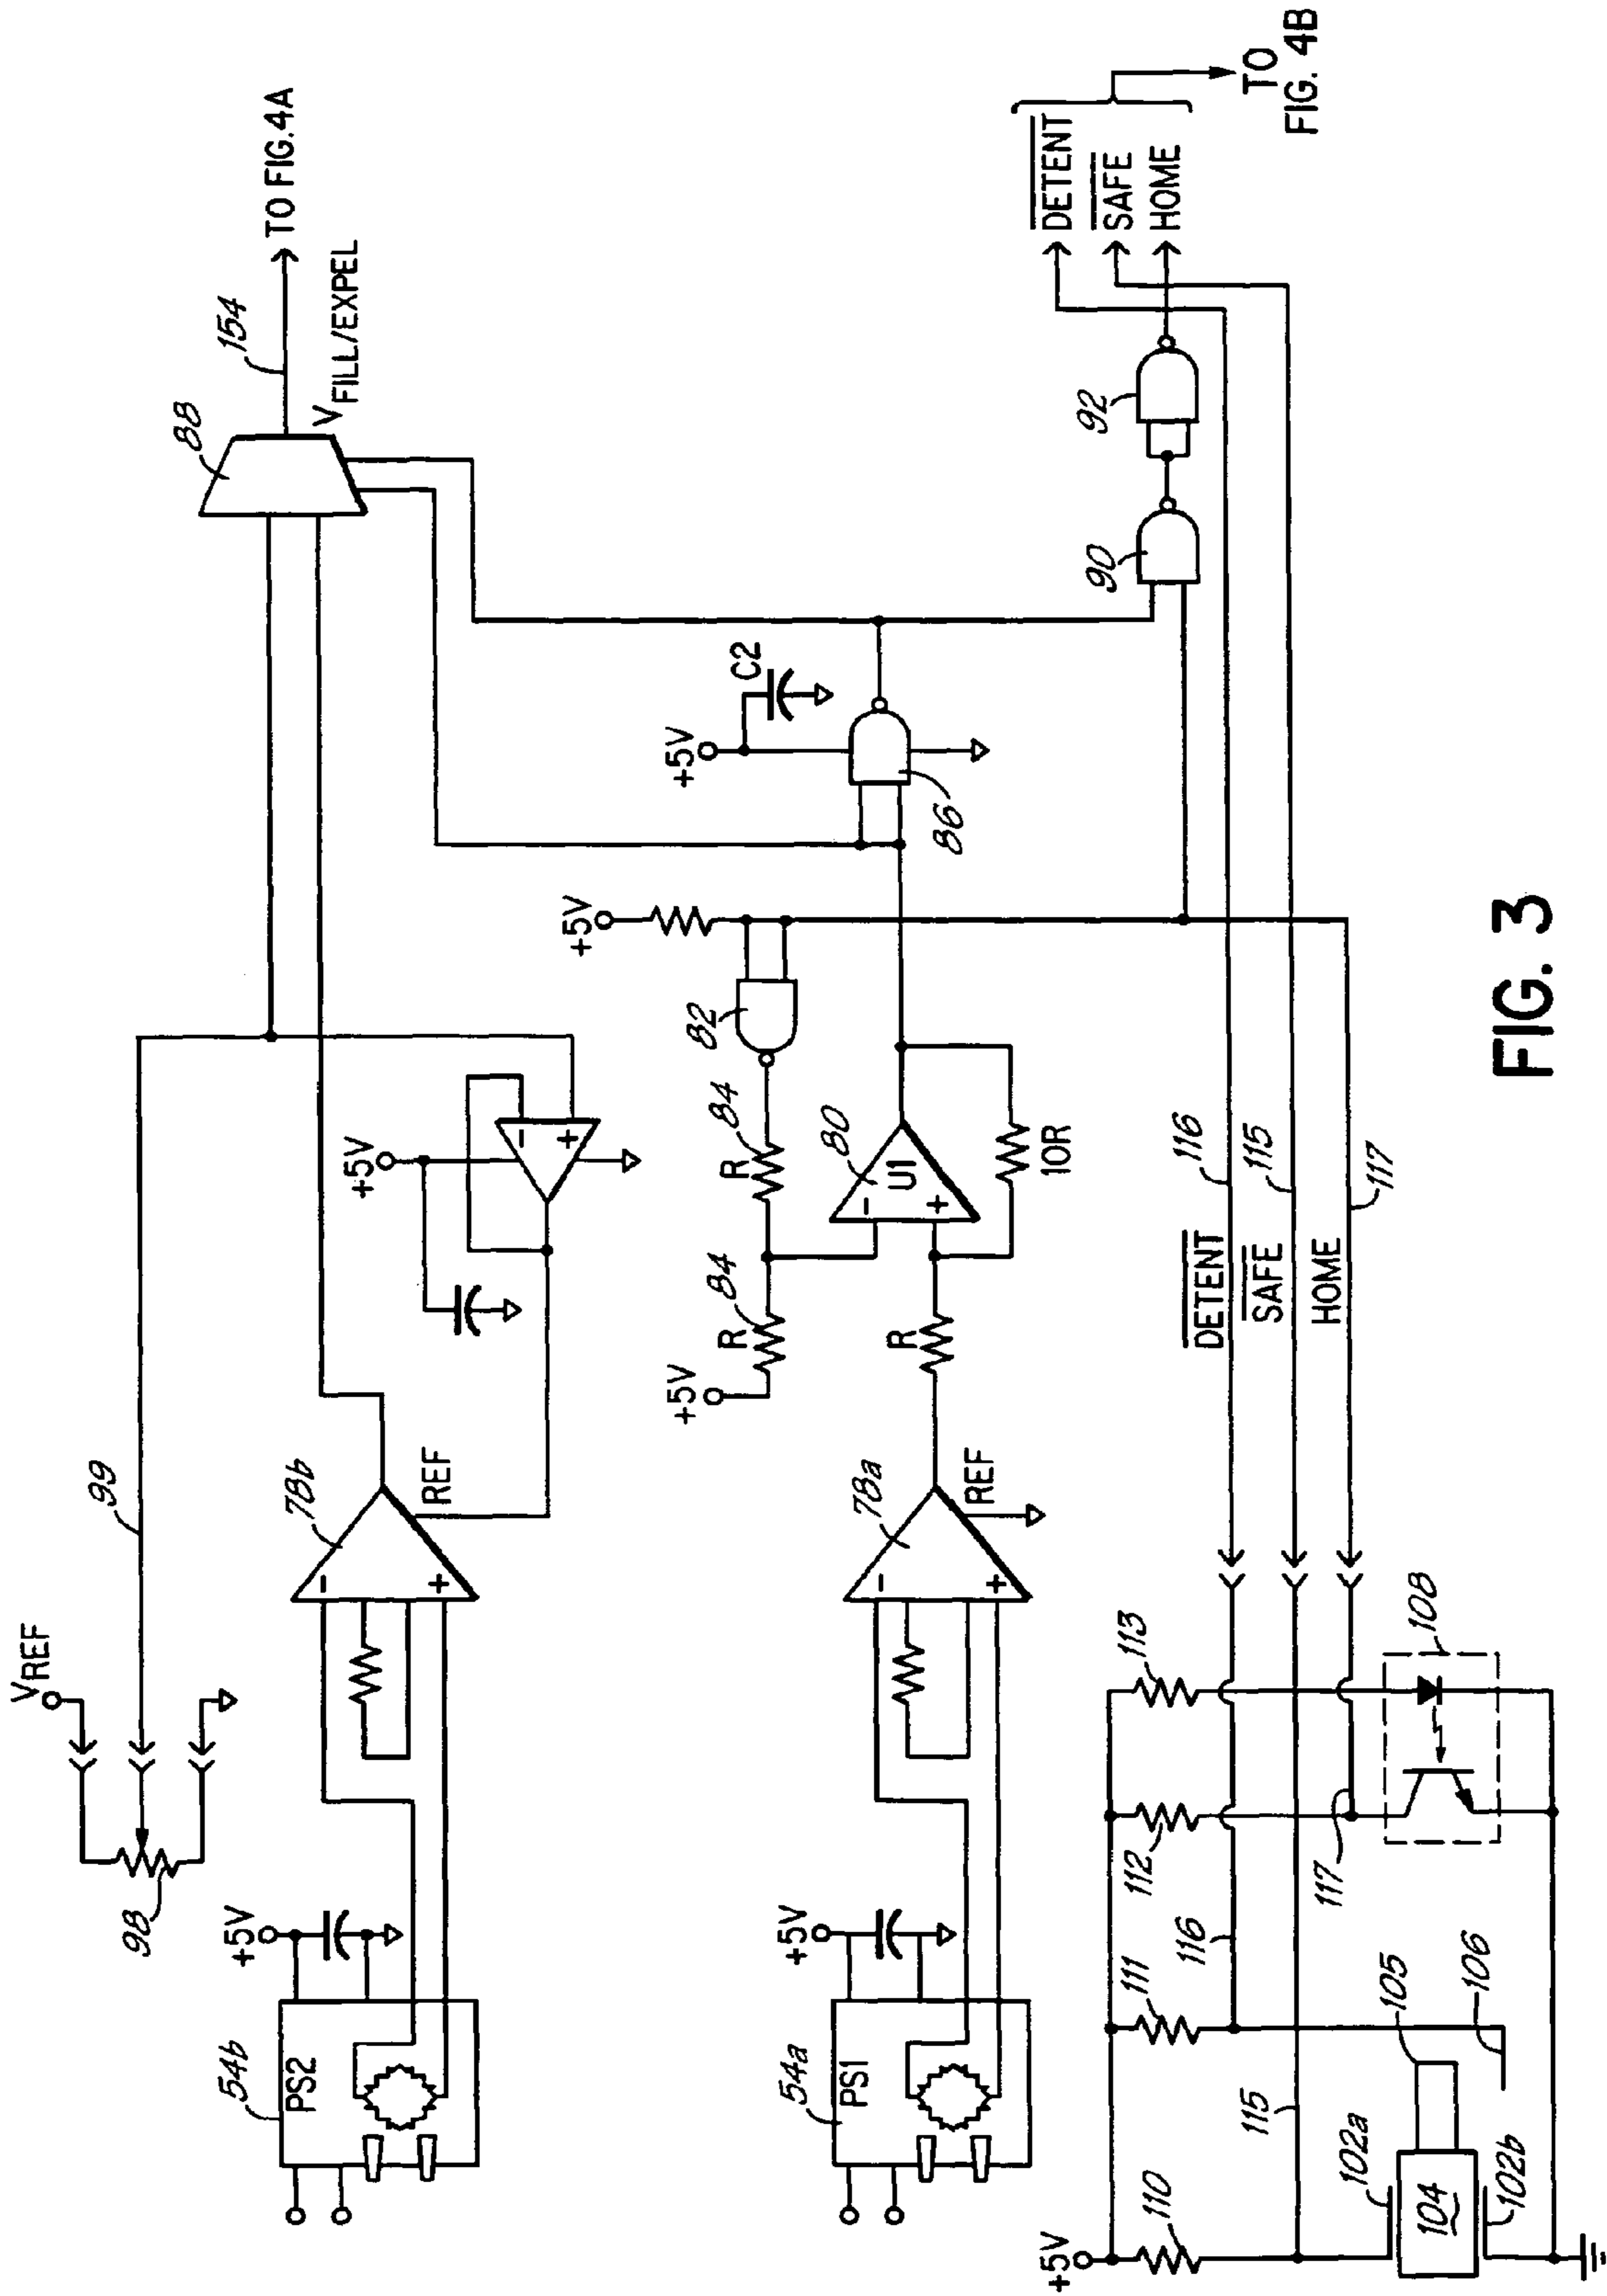 VREF
99
98
+5V
54b
PS2
78b
REF
+5V
88
154
TO FIG.4A
VFILL/EXPEL
+5V
54a
PS1
78a
REF
+5V
R
84
R
84
82
+5V
R
80
U1
10R
+5V
C2
86
90
92
DETENT
SAFE
HOME
TO
FIG. 4B
+5V
110
111
112
113
115
116
117
108
102a
104
102b
105
106
DETENT
SAFE
HOME
116
115
117
FIG. 3